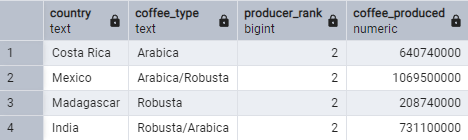 country coffee_type producer_rank coffee_produced
text text bigint numeric
1 Costa Rica Arabica 2 640740000
2 Mexico Arabica/Robusta 2 1069500000
3 Madagascar Robusta 2 208740000
4 India Robusta/Arabica 2 731100000